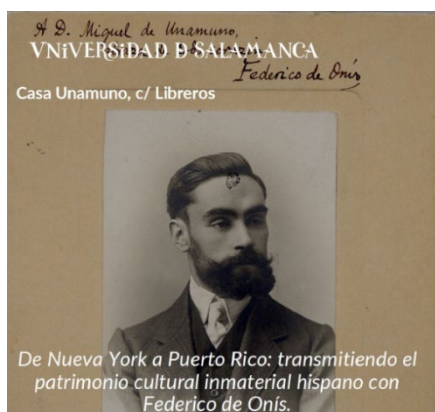 A D. Miguel de Unamuno,
VNiVERSiDAD D SALAMANCA
Federico de Onís
Casa Unamuno, c/ Libreros
De Nueva York a Puerto Rico: transmitiendo el
patrimonio cultural inmaterial hispano con
Federico de Onís.